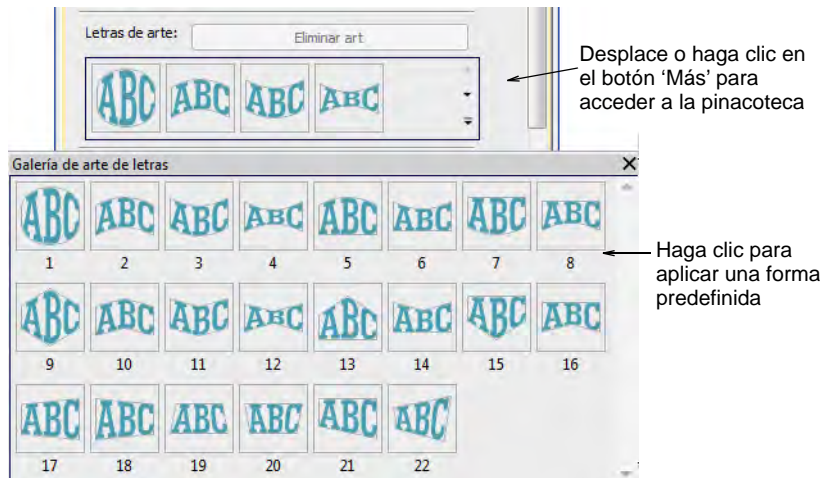 Letras de arte:
Eliminar art
ABC ABC ABC ABC
Desplace o haga clic en
el botón ‘Más’ para
acceder a la pinacoteca
Galería de arte de letras
ABC ABC ABC ABC ABC ABC ABC ABC
1 2 3 4 5 6 7 8
Haga clic para
aplicar una forma
predefinida
ABC ABC ABC ABC ABC ABC ABC ABC
9 10 11 12 13 14 15 16
ABC ABC ABC ABC ABC ABC
17 18 19 20 21 22